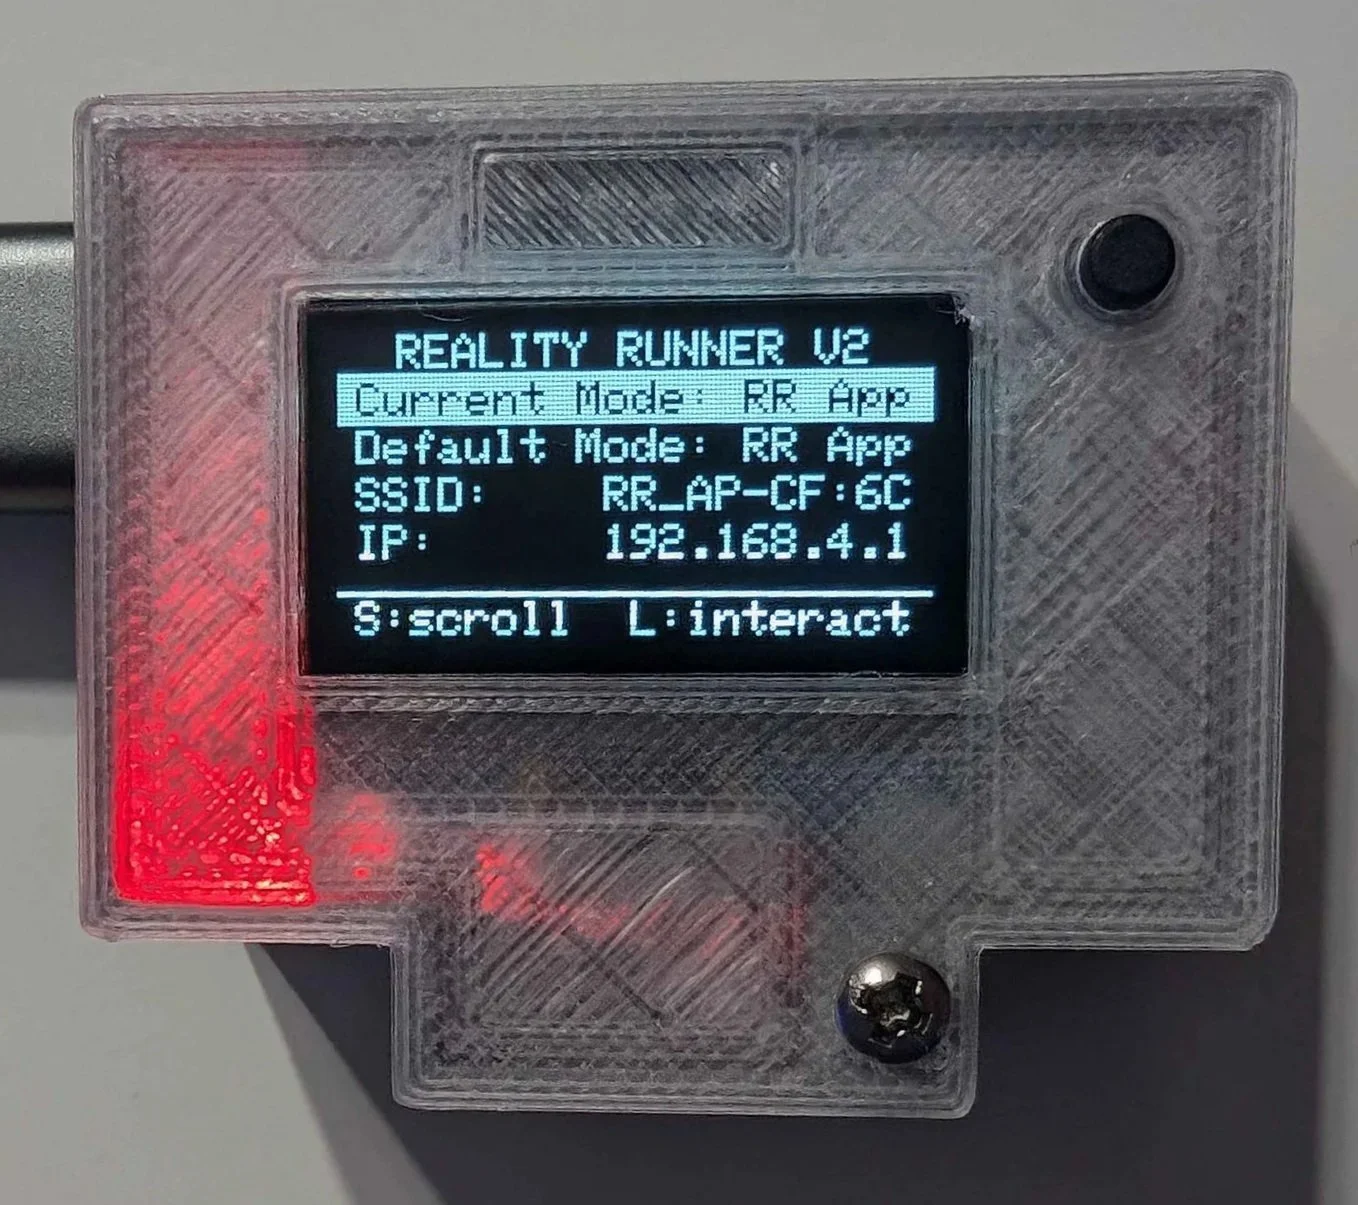 REALITY RUNNER V2
Current Mode: RR App
Default Mode: RR App
SSID: RR_AP-CF:6C
IP: 192.168.4.1
S:scroll L:interact